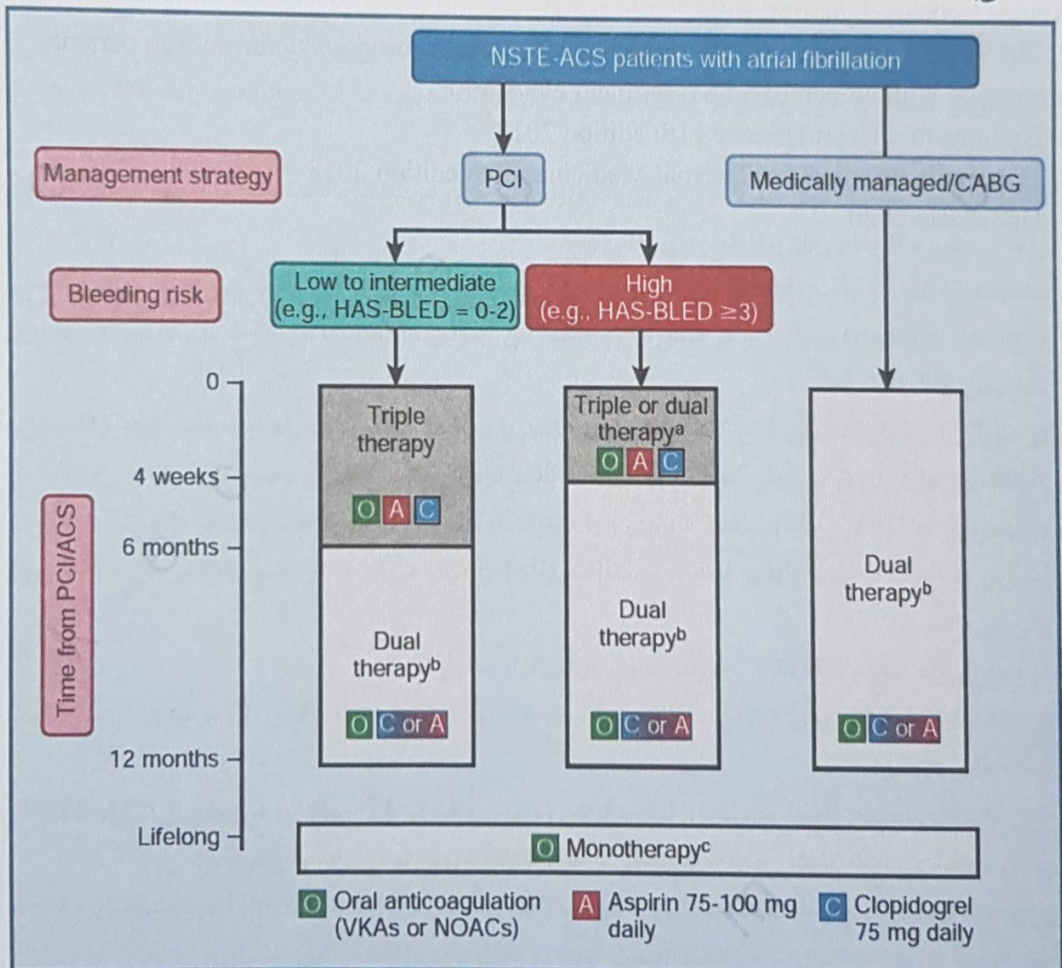 NSTE-ACS patients with atrial fibrillation
Management strategy
PCI
Medically managed/CABG
Bleeding risk
Low to intermediate
(e.g., HAS-BLED = 0-2)
High
(e.g., HAS-BLED ≥3)
0
4 weeks
6 months
12 months
Lifelong
Time from PCI/ACS
Triple
therapy
O A C
Dual
therapyᵇ
O C or A
Triple or dual
therapyᵃ
O A C
Dual
therapyᵇ
O C or A
Dual
therapyᵇ
O C or A
O Monotherapyᶜ
O Oral anticoagulation
(VKAs or NOACs)
A Aspirin 75-100 mg
daily
C Clopidogrel
75 mg daily